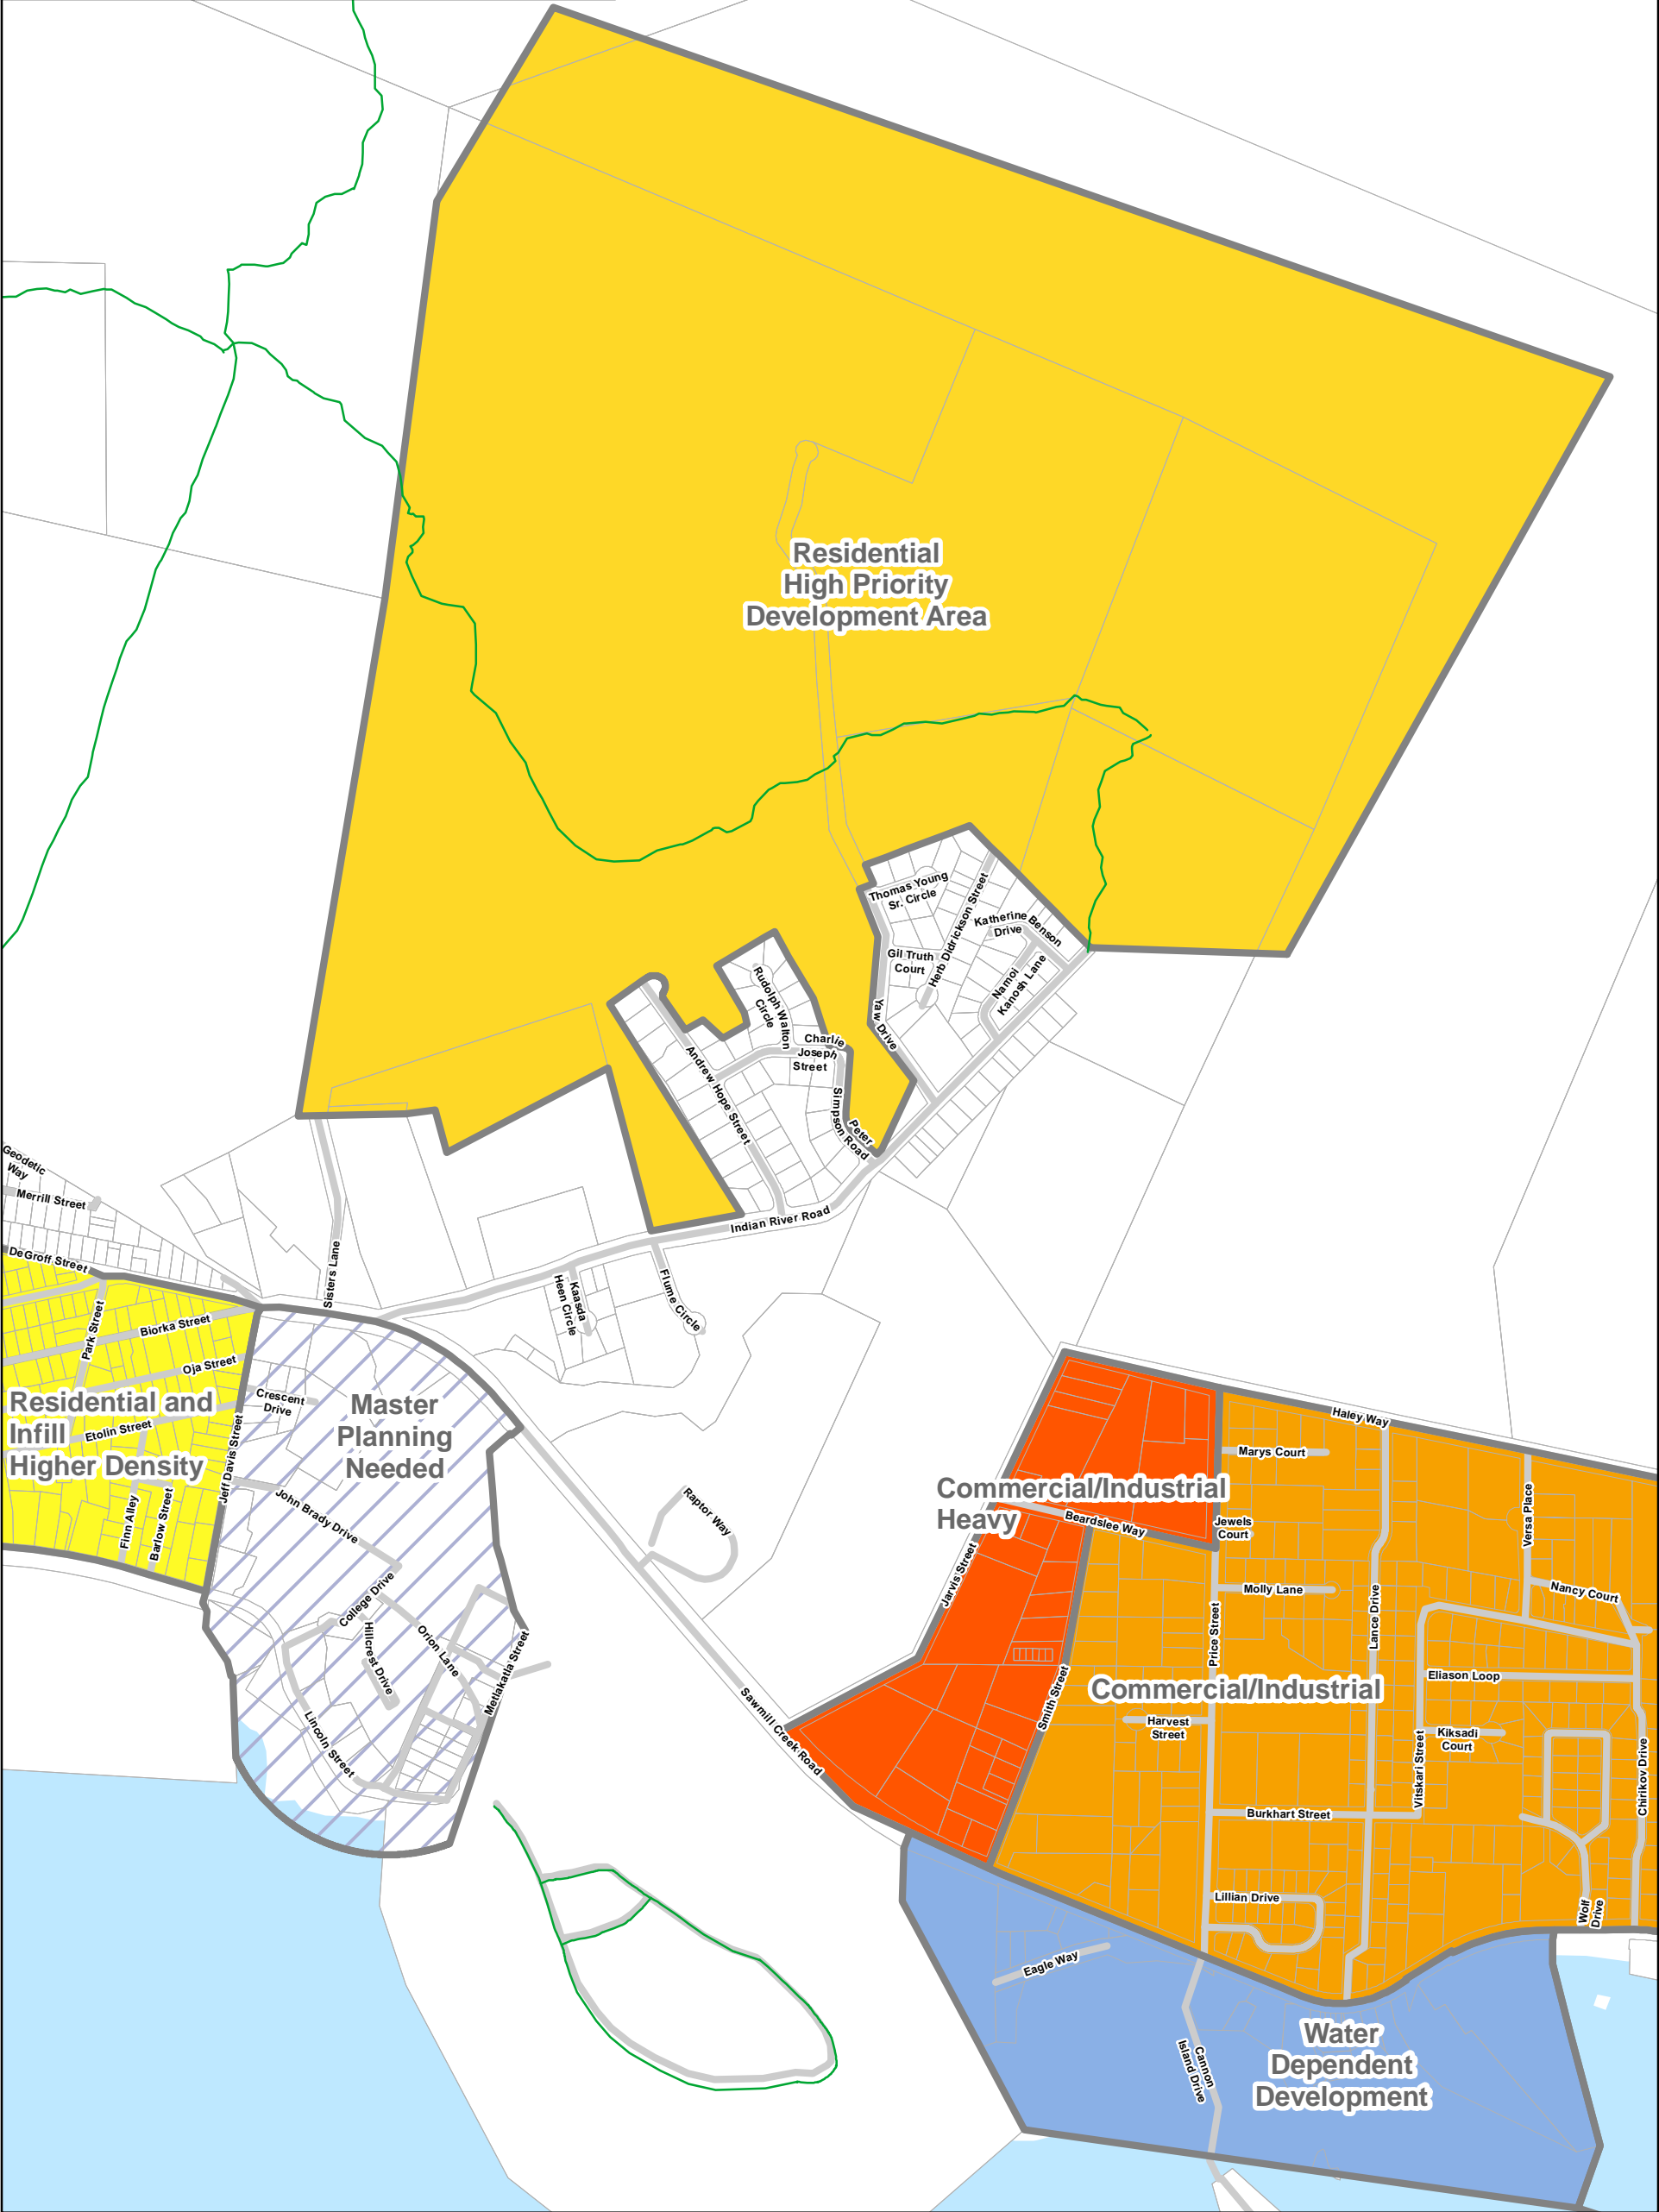 Residential
High Priority
Development Area
Thomas Young
Sr. Circle
Herb Didrickson Street
Katherine Benson
Drive
Gil Truth
Court
Namoi
Kanosh Lane
Yaw Drive
Rudolph Walton
Circle
Charlie
Joseph
Street
Andrew Hope Street
Simpson Road
Peter
Indian River Road
Geodetic
Way
Merrill Street
DeGroff Street
Sisters Lane
Kaasda
Heen Circle
Flume Circle
Park Street
Biorka Street
Oja Street
Residential and
Infill
Higher Density
Etolin Street
Finn Alley
Barlow Street
Jeff Davis Street
Crescent
Drive
Master
Planning
Needed
John Brady Drive
College Drive
Hillcrest Drive
Orion Lane
Metlakatla Street
Lincoln Street
Raptor Way
Sawmill Creek Road
Commercial/Industrial
Heavy
Beardslee Way
Jarvis Street
Smith Street
Haley Way
Marys Court
Jewels
Court
Molly Lane
Price Street
Lance Drive
Versa Place
Nancy Court
Commercial/Industrial
Eliason Loop
Harvest
Street
Kiksadi
Court
Vitskari Street
Chirikov Drive
Burkhart Street
Lillian Drive
Wolf
Drive
Eagle Way
Cannon
Island Drive
Water
Dependent
Development